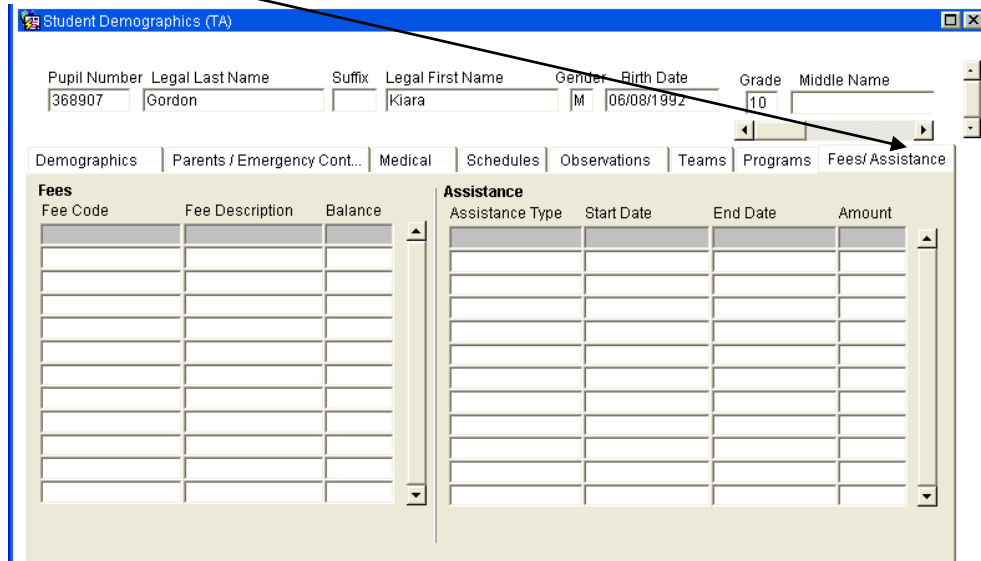 Student Demographics (TA)
Pupil Number Legal Last Name Suffix Legal First Name Gender Birth Date Grade Middle Name
368907 Gordon Kiara M 06/08/1992 10
Demographics Parents / Emergency Cont... Medical Schedules Observations Teams Programs Fees/ Assistance
Fees Assistance
Fee Code Fee Description Balance Assistance Type Start Date End Date Amount